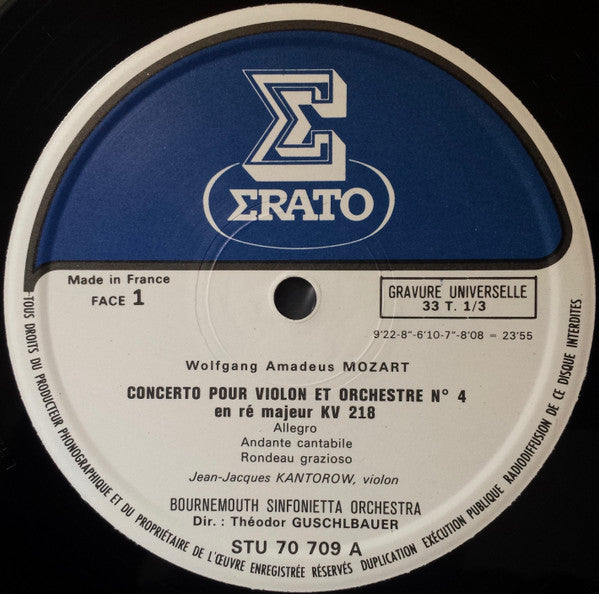 Σ
ΣRATO
Made in France
FACE 1
GRAVURE UNIVERSELLE
33 T. 1/3
9'22-8"-6'10-7"-8'08 = 23'55
Wolfgang Amadeus MOZART
CONCERTO POUR VIOLON ET ORCHESTRE N° 4
en ré majeur KV 218
Allegro
Andante cantabile
Rondeau grazioso
Jean-Jacques KANTOROW, violon
BOURNEMOUTH SINFONIETTA ORCHESTRA
Dir. : Théodor GUSCHLBAUER
STU 70 709 A
TOUS DROITS DU PRODUCTEUR PHONOGRAPHIQUE ET DU PROPRIÉTAIRE DE L'ŒUVRE ENREGISTRÉE RÉSERVÉS DUPLICATION EXÉCUTION PUBLIQUE RADIODIFFUSION DE CE DISQUE INTERDITES.